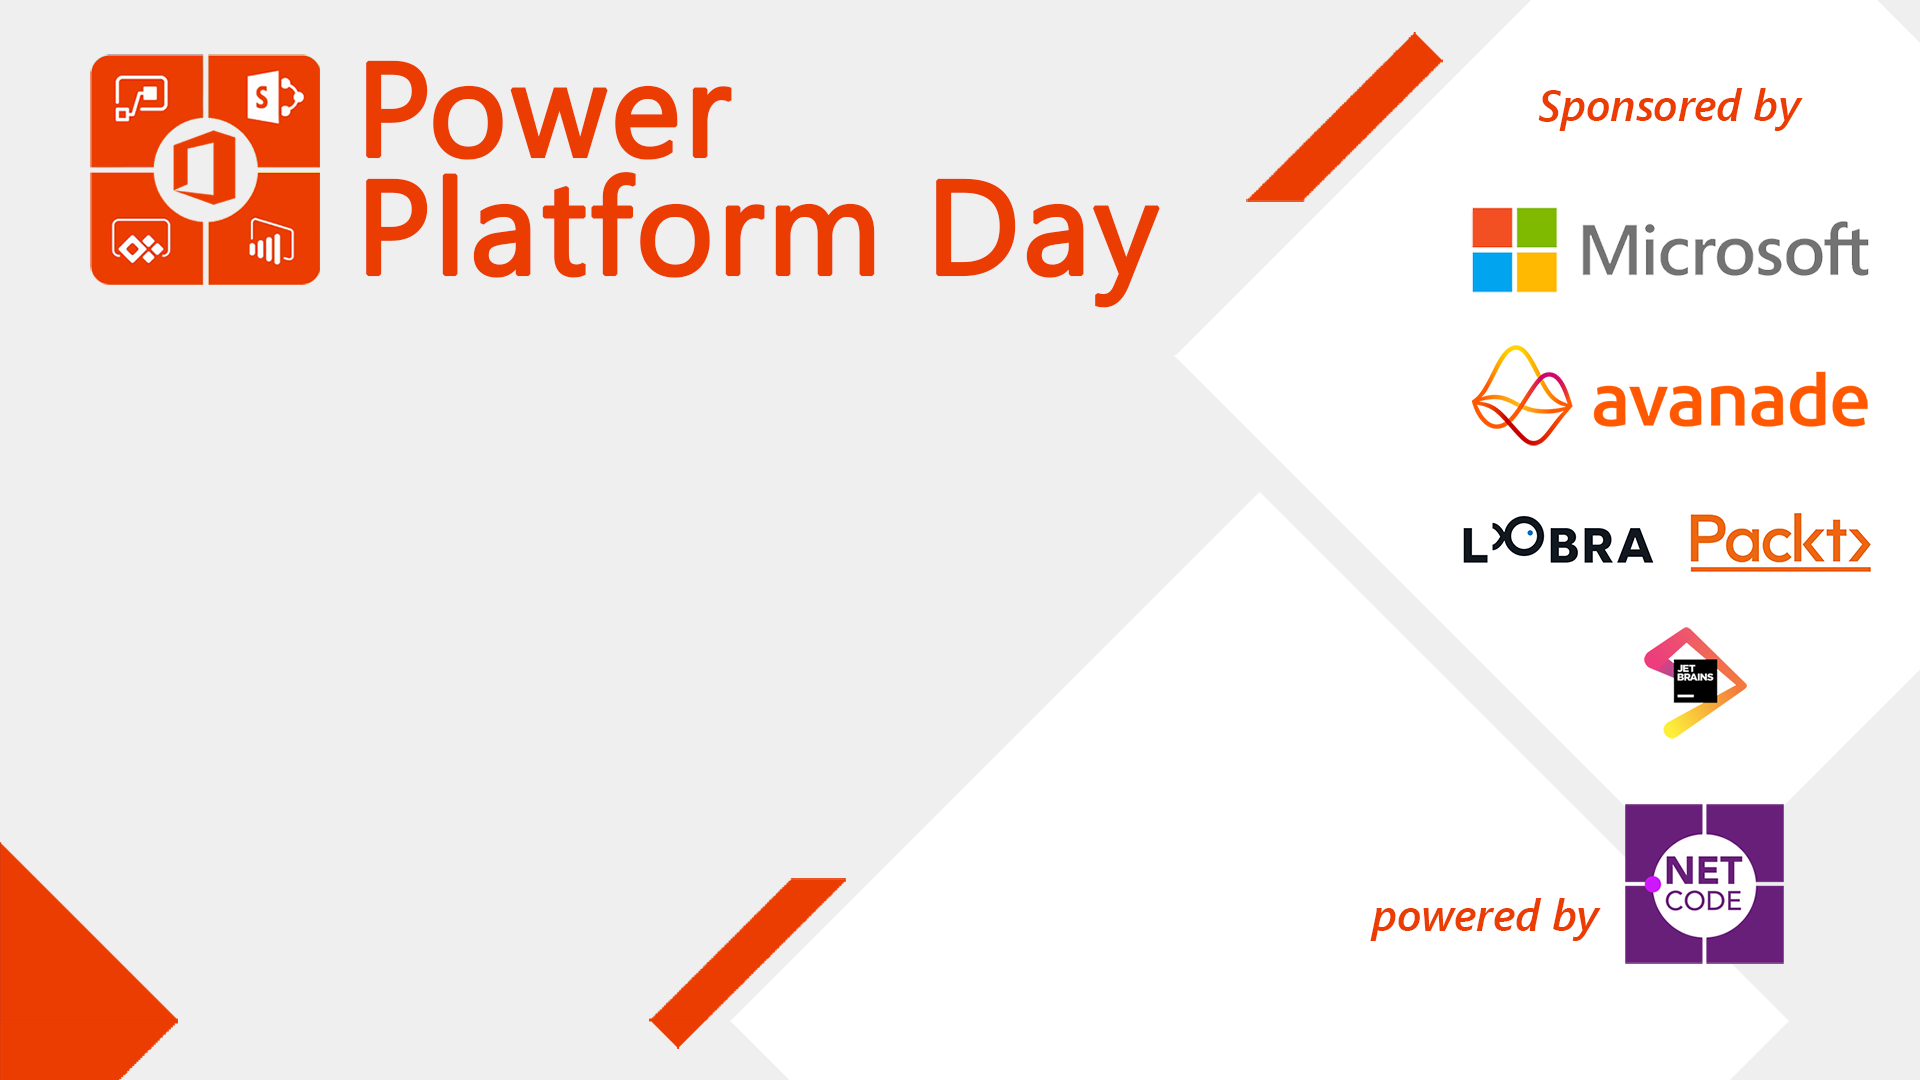 S
Power
Platform Day
Sponsored by
Microsoft
avanade
LOBRA
Packt>
JET
BRAINS
powered by
NET
CODE